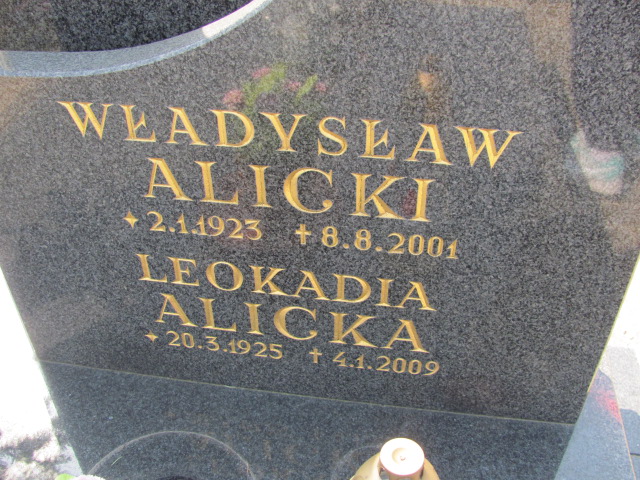 WŁADYSŁAW
ALICKI
✦ 2.1.1923 ✝ 8.8.2001
LEOKADIA
ALICKA
✦ 20.3.1925 ✝ 4.1.2009